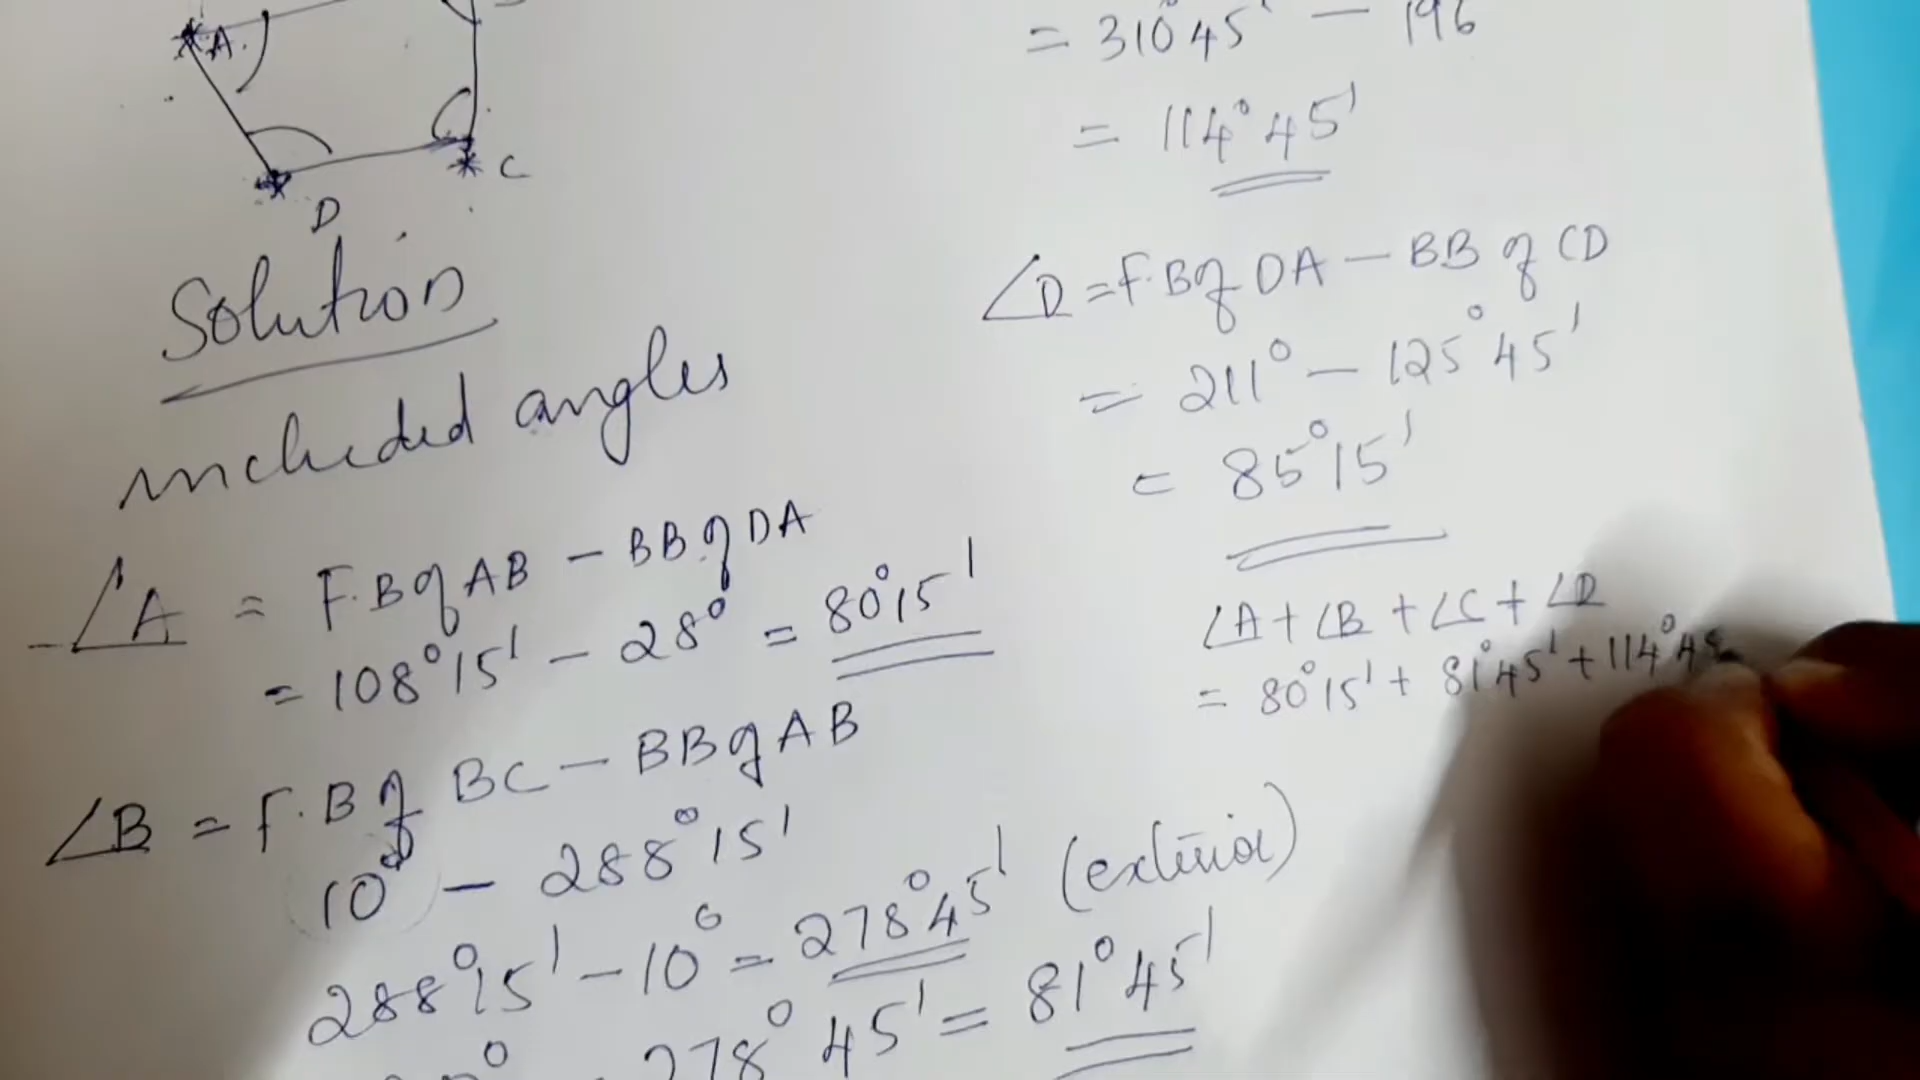 A.
C
D
Solution
included angles
∠A = F.B of AB - BB of DA
= 108°15' - 28° = 80°15'
∠B = F.B of BC - BB of AB
10° - 288°15'
288°15' - 10° = 278°45' (exterior)
278°45' = 81°45'
= 310°45' - 196
= 114°45'
∠D = F.B of DA - BB of CD
= 211° - 125°45'
= 85°15'
∠A + ∠B + ∠C + ∠D
= 80°15' + 81°45' + 114°45